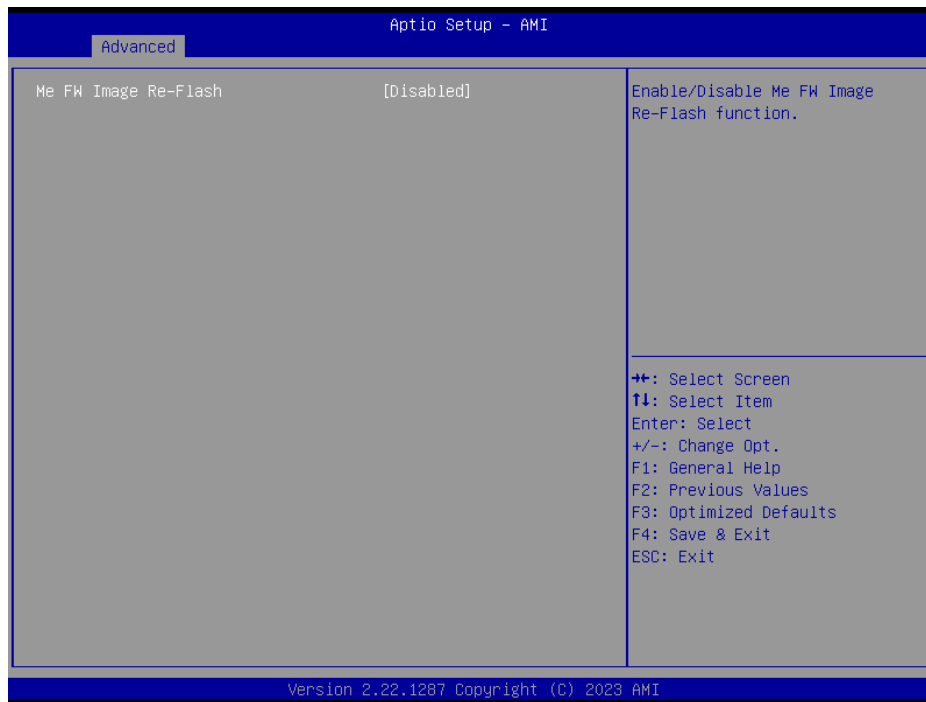 Aptio Setup – AMI
Advanced
Me FW Image Re-Flash [Disabled]
Enable/Disable Me FW Image
Re-Flash function.
→←: Select Screen
↑↓: Select Item
Enter: Select
+/-: Change Opt.
F1: General Help
F2: Previous Values
F3: Optimized Defaults
F4: Save & Exit
ESC: Exit
Version 2.22.1287 Copyright (C) 2023 AMI